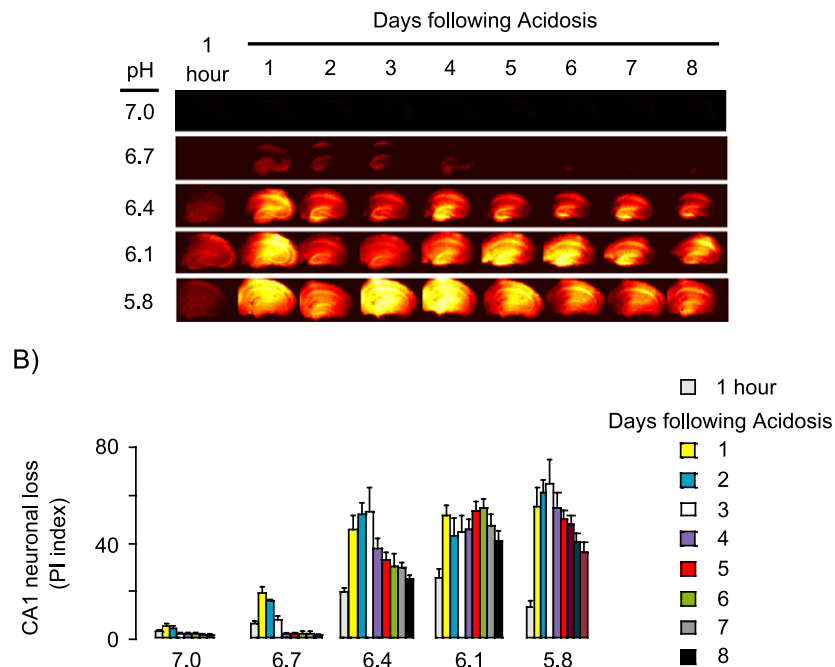 Days following Acidosis
1 hour
pH
1 2 3 4 5 6 7 8
7.0
6.7
6.4
6.1
5.8
B)
1 hour
Days following Acidosis
1
2
3
4
5
6
7
8
CA1 neuronal loss
(PI index)
80
40
0
7.0 6.7 6.4 6.1 5.8